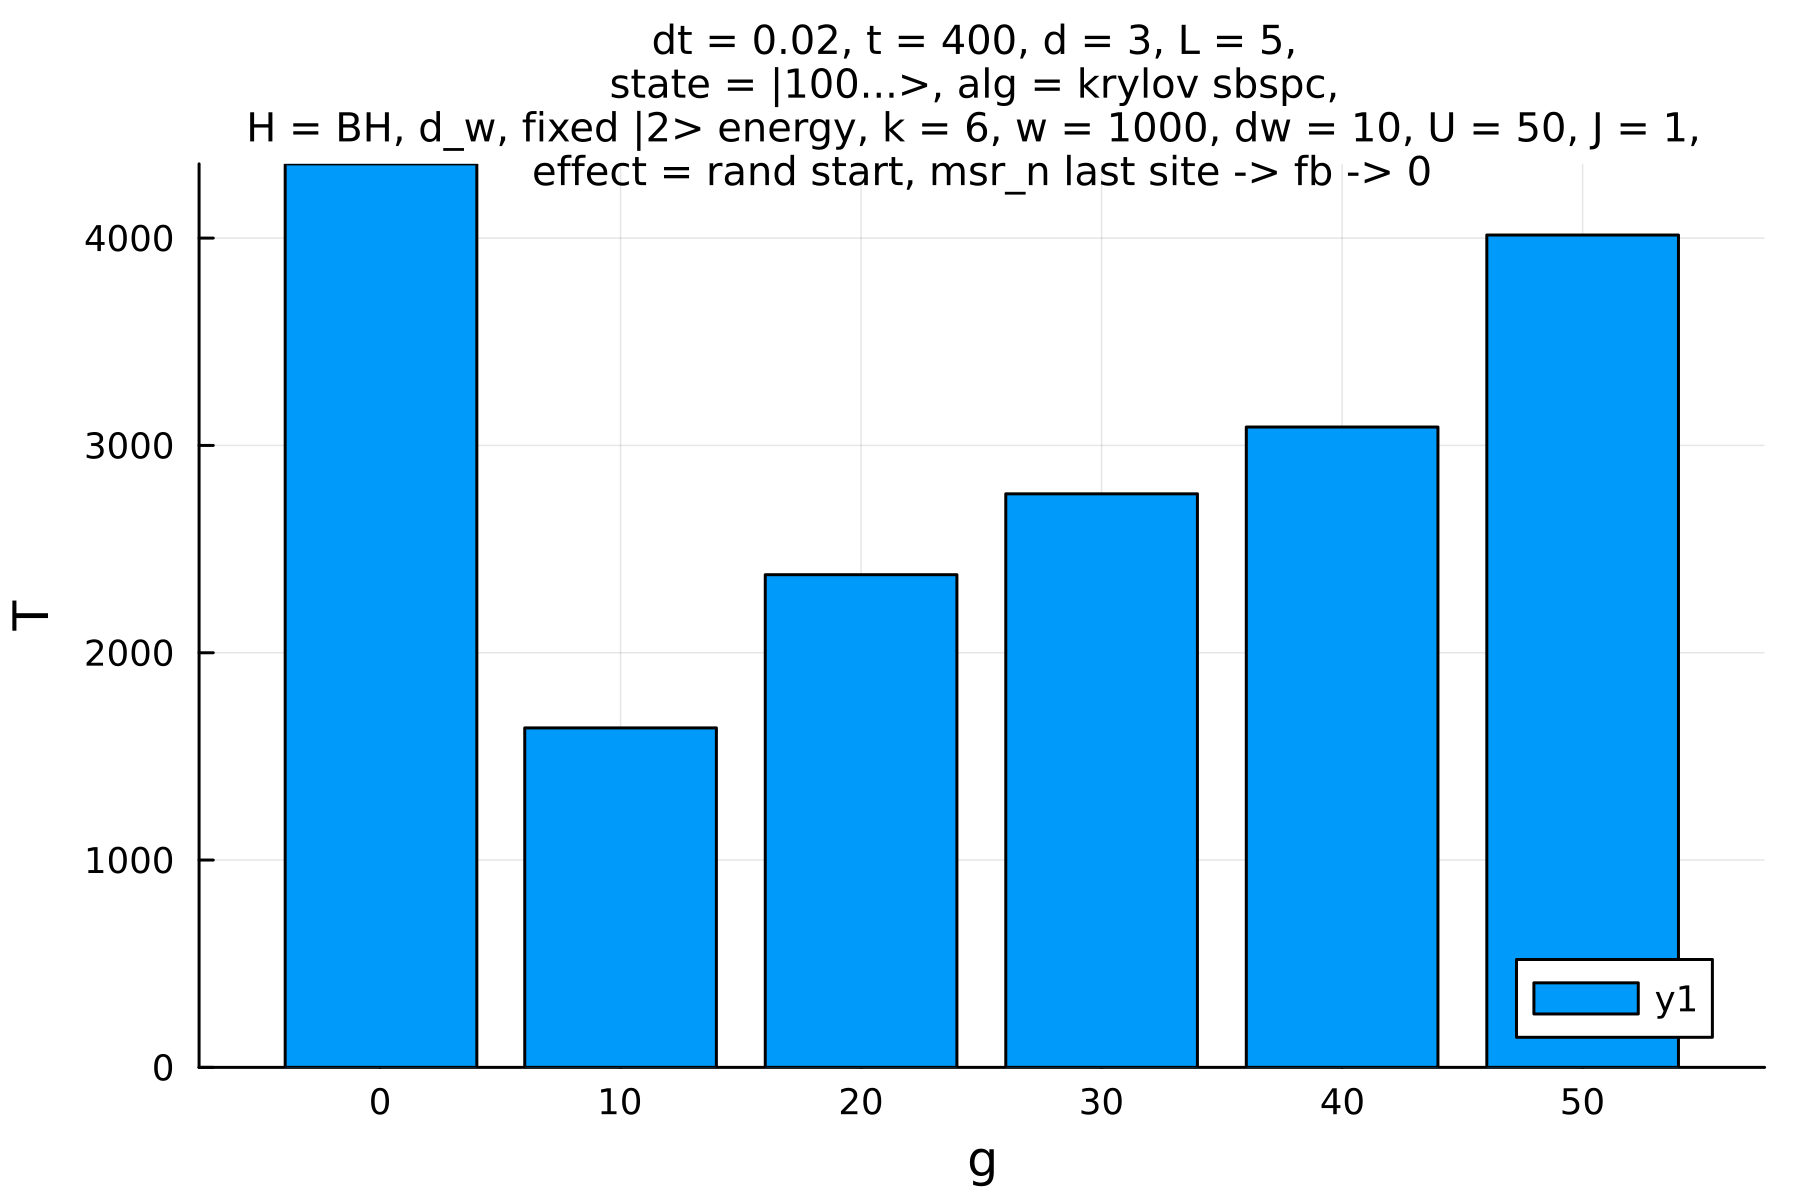 dt = 0.02, t = 400, d = 3, L = 5,
state = |100...>, alg = krylov sbspc,
H = BH, d_w, fixed |2> energy, k = 6, w = 1000, dw = 10, U = 50, J = 1,
effect = rand start, msr_n last site -> fb -> 0
4000
3000
2000
1000
0
T
y1
0 10 20 30 40 50
g